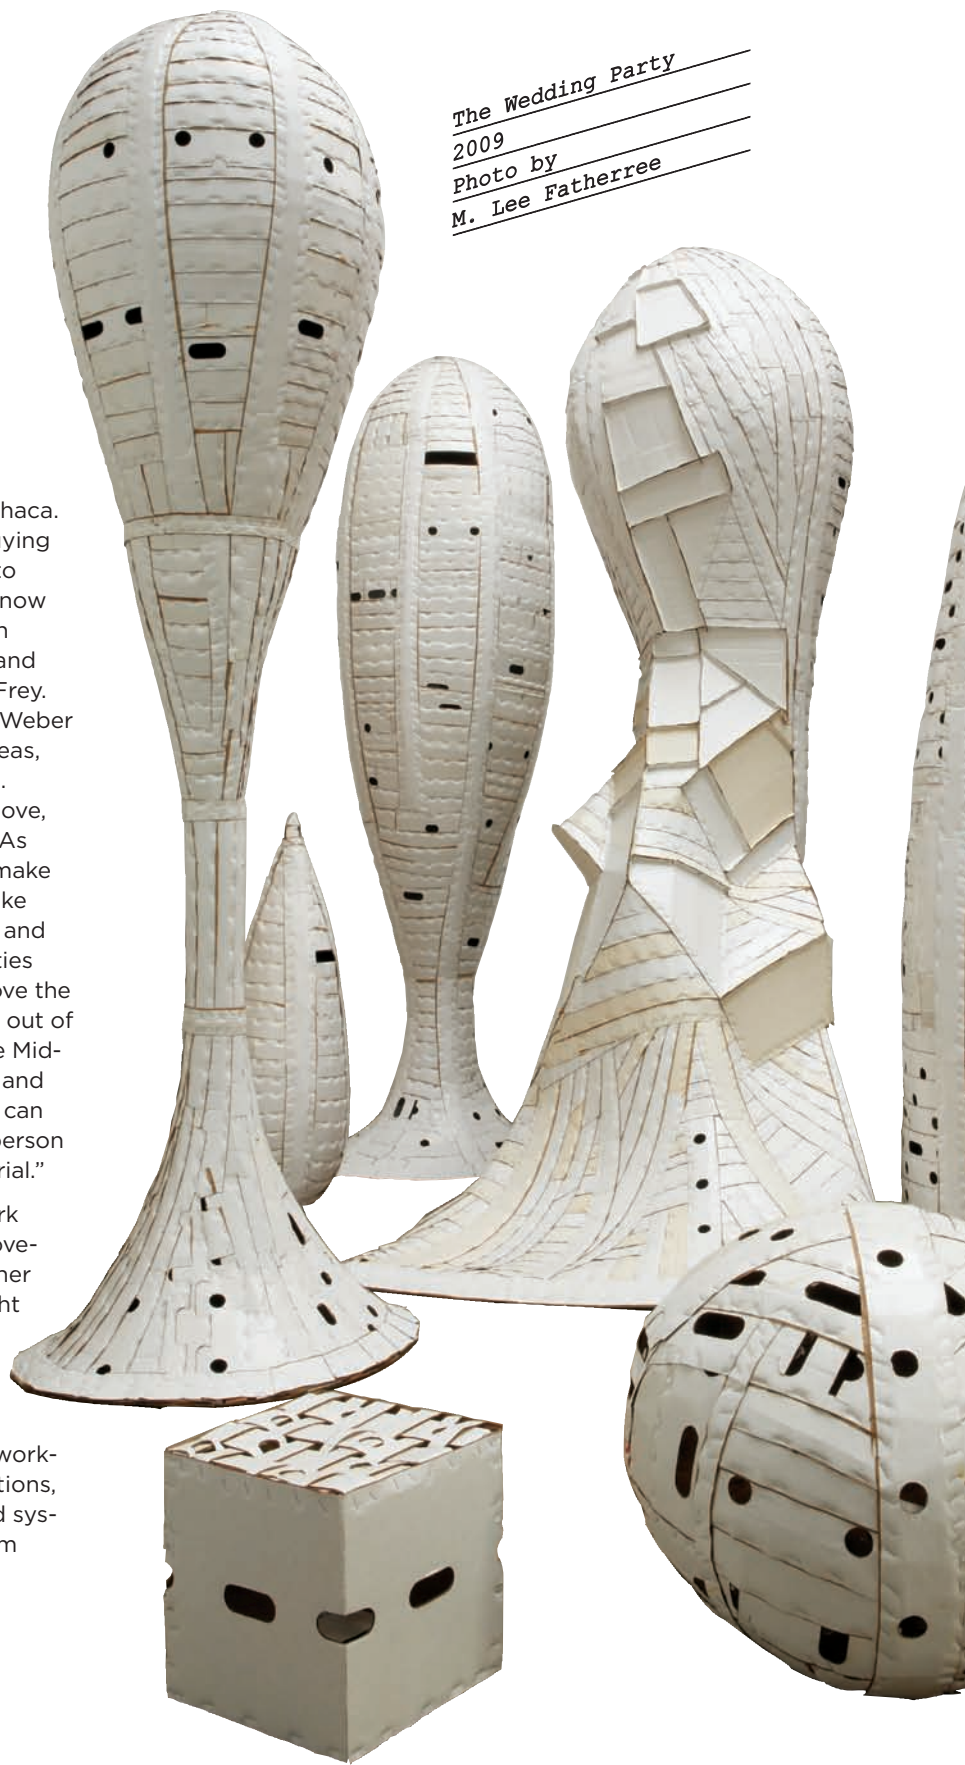 The Wedding Party
2009
Photo by
M. Lee Fatherree
haca.
ying
to
now
n
and
Frey.
Weber
eas,
.
ove,
As
make
ke
and
ties
ove the
out of
e Mid-
and
can
person
rial.”
rk
ove-
her
ht
work-
tions,
d sys-
m